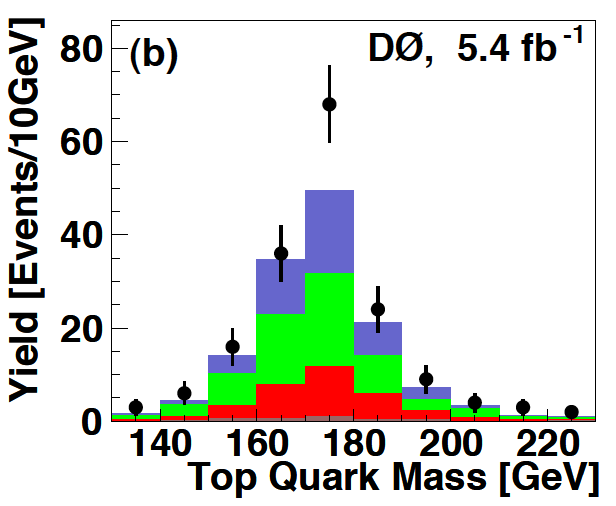 (b)
DØ, 5.4 fb⁻¹
Yield [Events/10GeV]
80
60
40
20
0
140 160 180 200 220
Top Quark Mass [GeV]